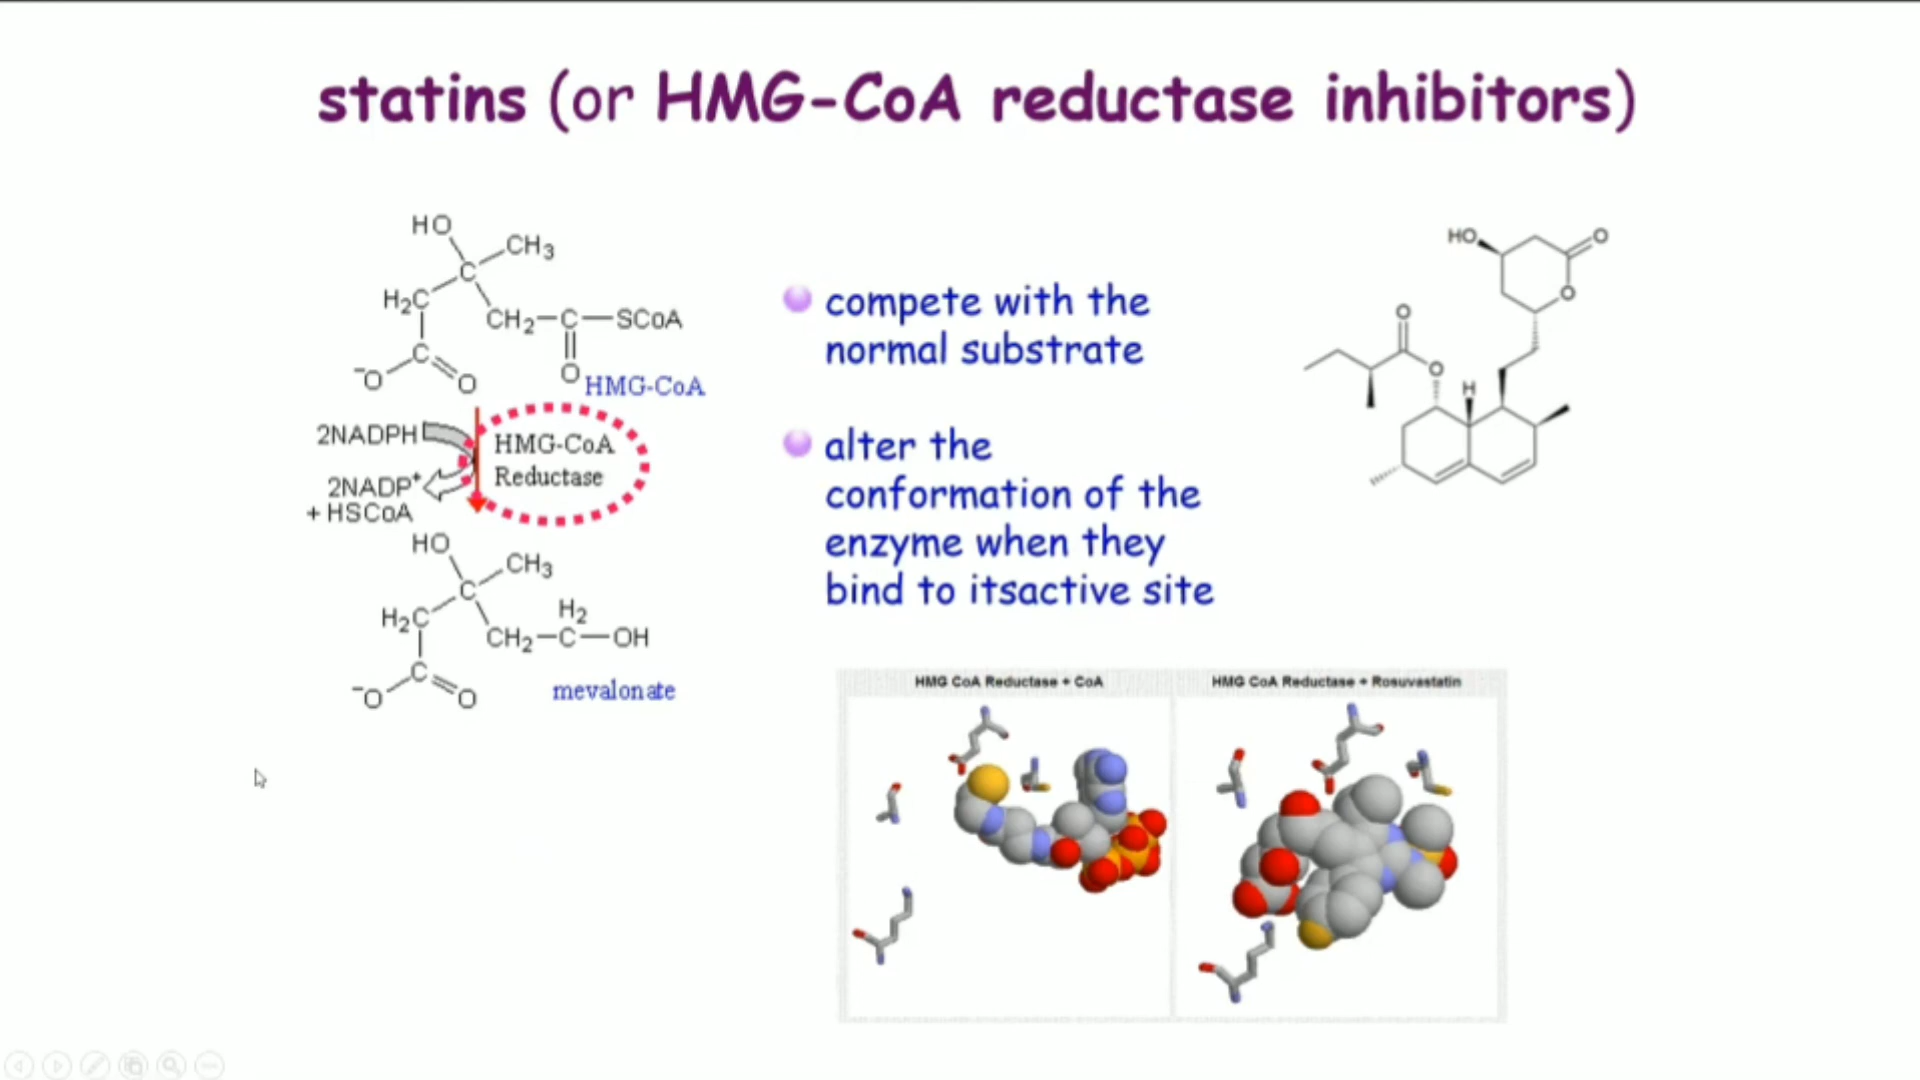 statins (or HMG-CoA reductase inhibitors)
HO
CH3
C
H2C
CH2-C-SCoA
C
-O
O
O
HMG-CoA
2NADPH
HMG-CoA
Reductase
2NADP+
+ HSCoA
HO
CH3
C
H2
H2C
CH2-C-OH
C
-O
O
mevalonate
compete with the
normal substrate
alter the
conformation of the
enzyme when they
bind to itsactive site
HO
O
O
O
O
H
HMG CoA Reductase + CoA
HMG CoA Reductase + Rosuvastatin